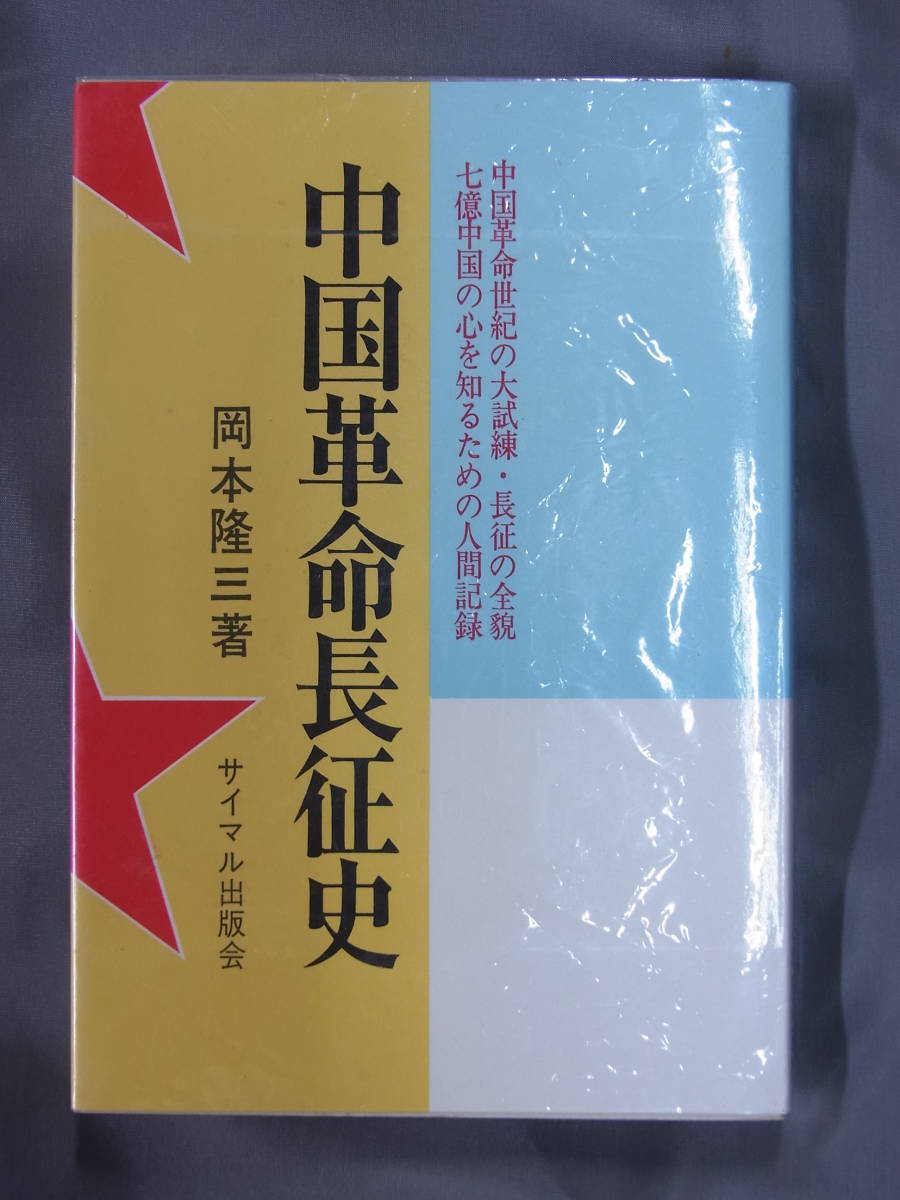 中国革命世紀の大試練・長征の全貌
七億中国の心を知るための人間記録
中国革命長征史
岡本隆三著
サイマル出版会